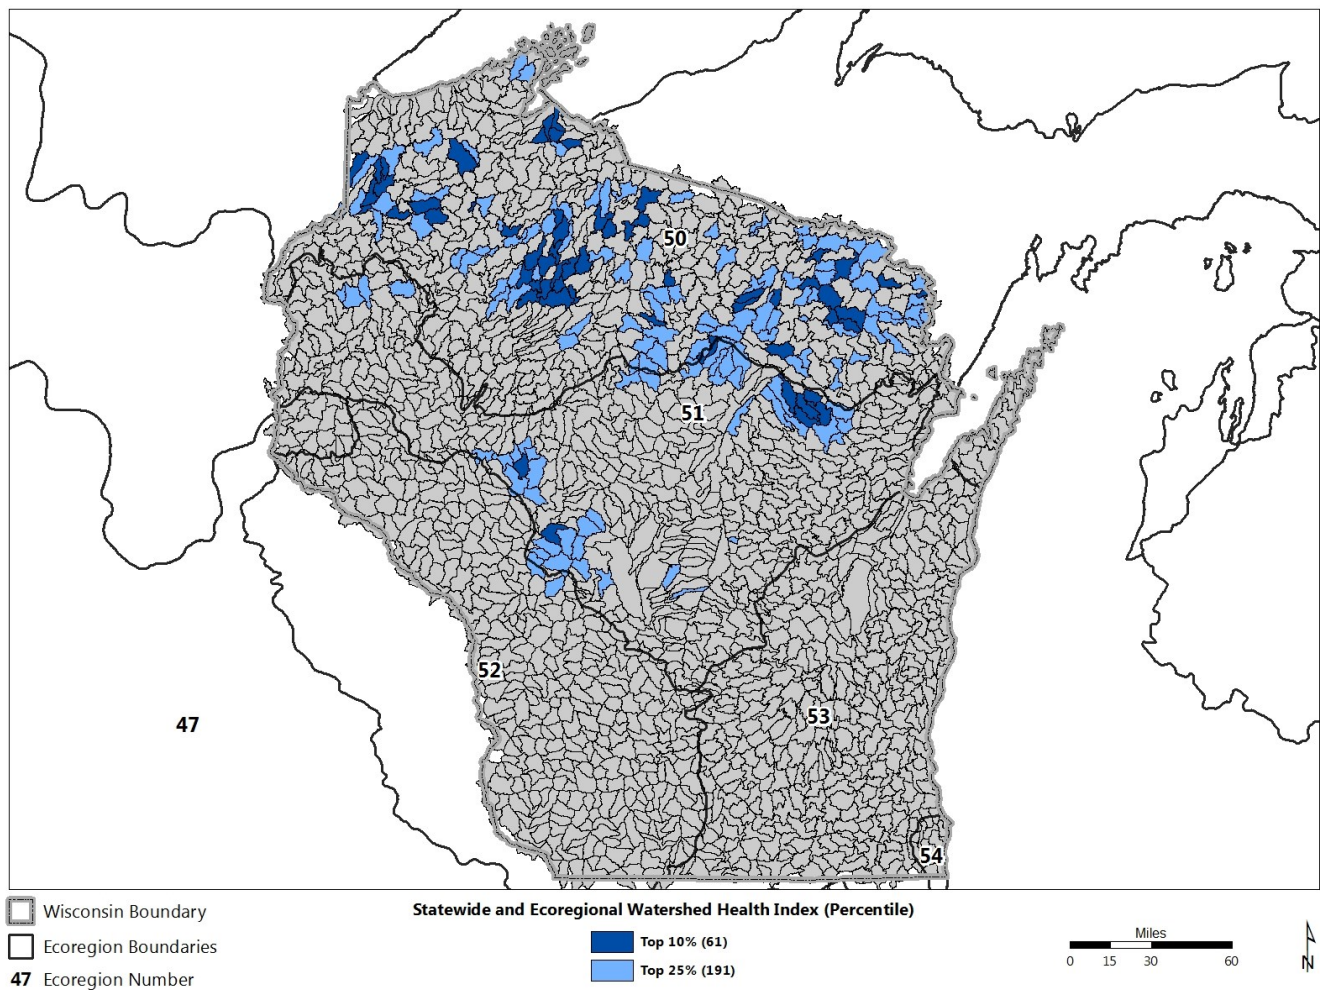 50
51
52
47
53
54
Wisconsin Boundary
Ecoregion Boundaries
47 Ecoregion Number
Statewide and Ecoregional Watershed Health Index (Percentile)
Top 10% (61)
Top 25% (191)
Miles
0 15 30 60
N